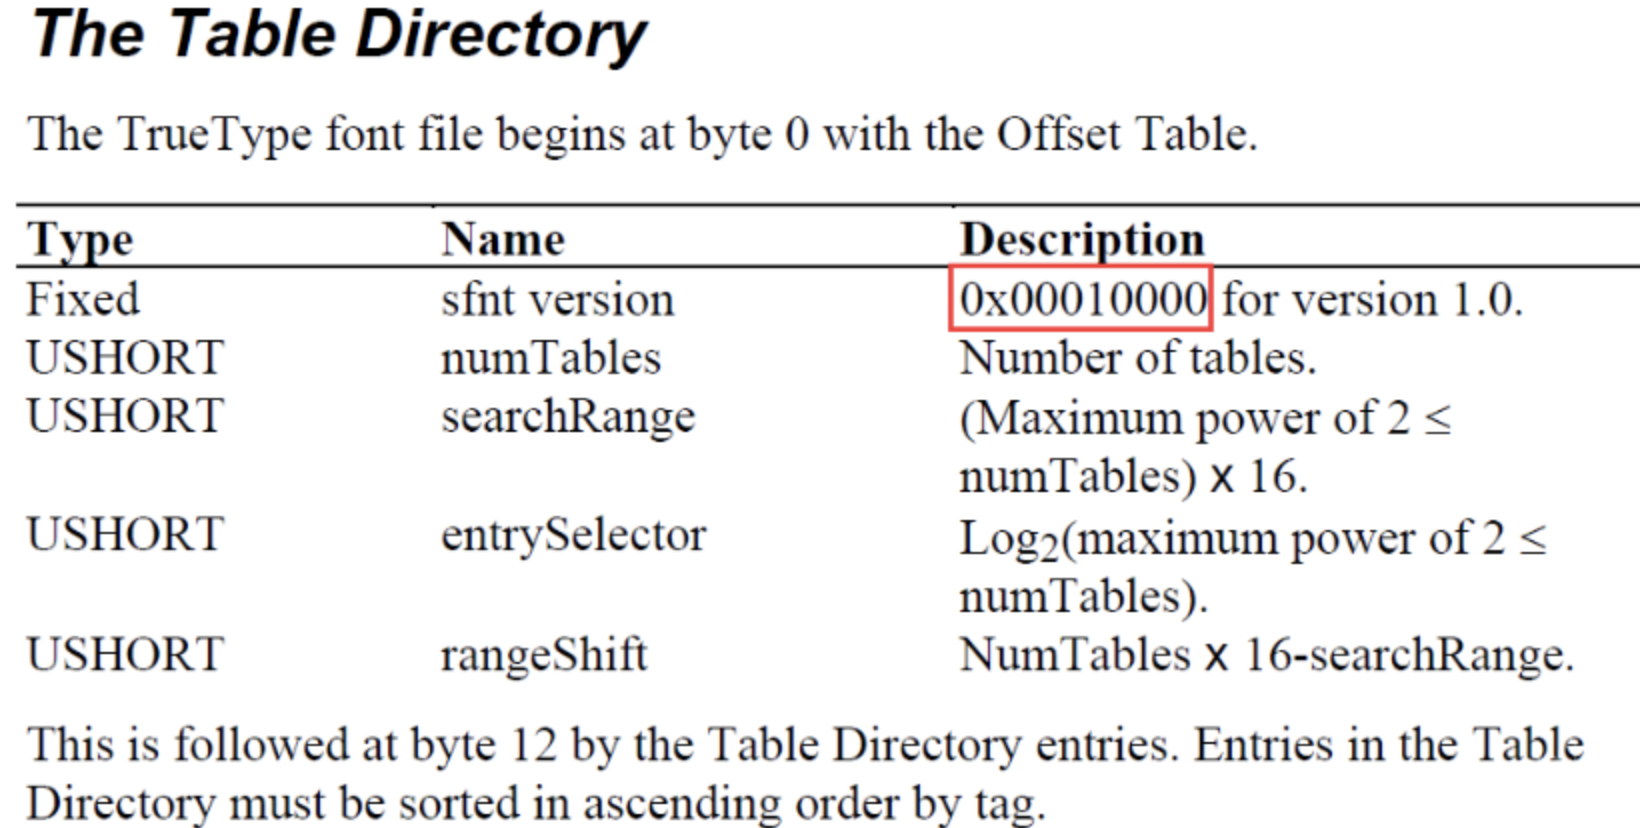 The Table Directory
The TrueType font file begins at byte 0 with the Offset Table.
Type Name Description
Fixed sfnt version 0x00010000 for version 1.0.
USHORT numTables Number of tables.
USHORT searchRange (Maximum power of 2 ≤
numTables) x 16.
USHORT entrySelector Log₂(maximum power of 2 ≤
numTables).
USHORT rangeShift NumTables x 16-searchRange.
This is followed at byte 12 by the Table Directory entries. Entries in the Table
Directory must be sorted in ascending order by tag.